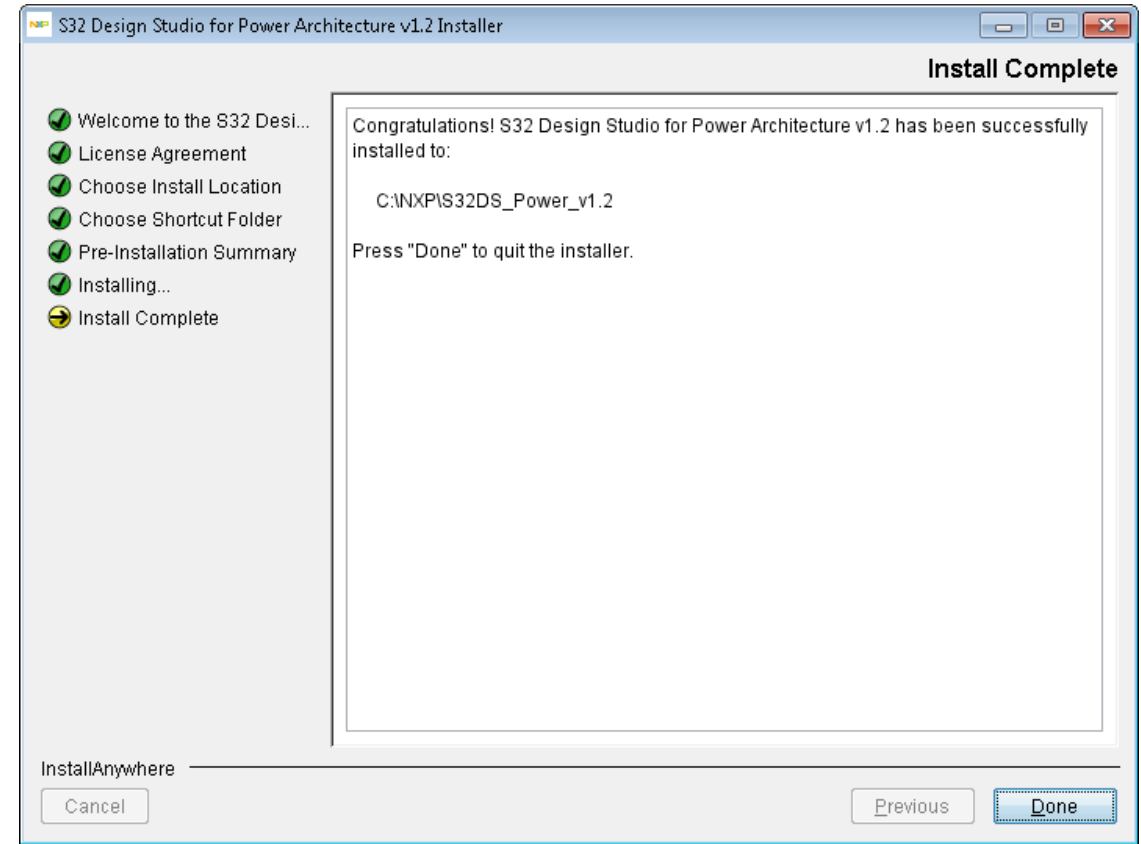 NXP S32 Design Studio for Power Architecture v1.2 Installer
Install Complete
Welcome to the S32 Desi...
License Agreement
Choose Install Location
Choose Shortcut Folder
Pre-Installation Summary
Installing...
Install Complete
Congratulations! S32 Design Studio for Power Architecture v1.2 has been successfully
installed to:
C:\NXP\S32DS_Power_v1.2
Press "Done" to quit the installer.
InstallAnywhere
Cancel
Previous
Done